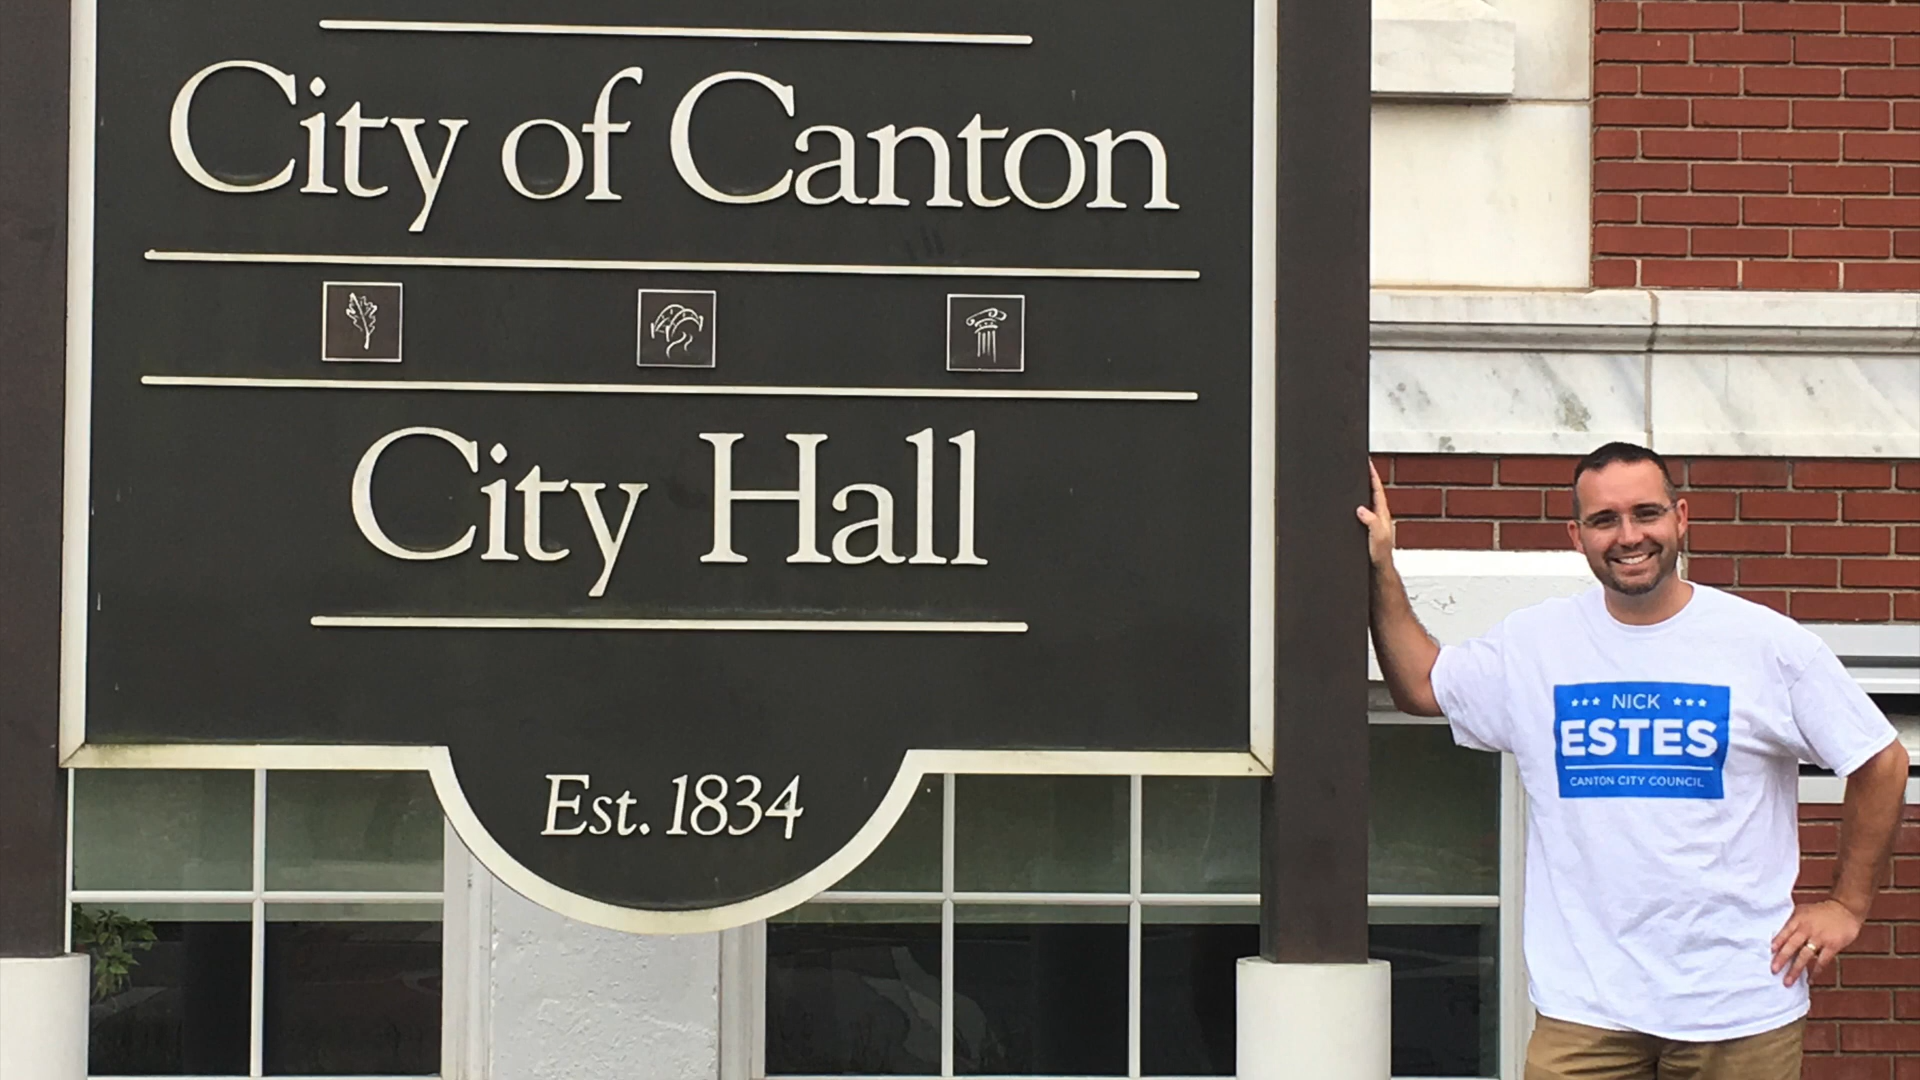 City of Canton
City Hall
Est. 1834
*** NICK ***
ESTES
CANTON CITY COUNCIL